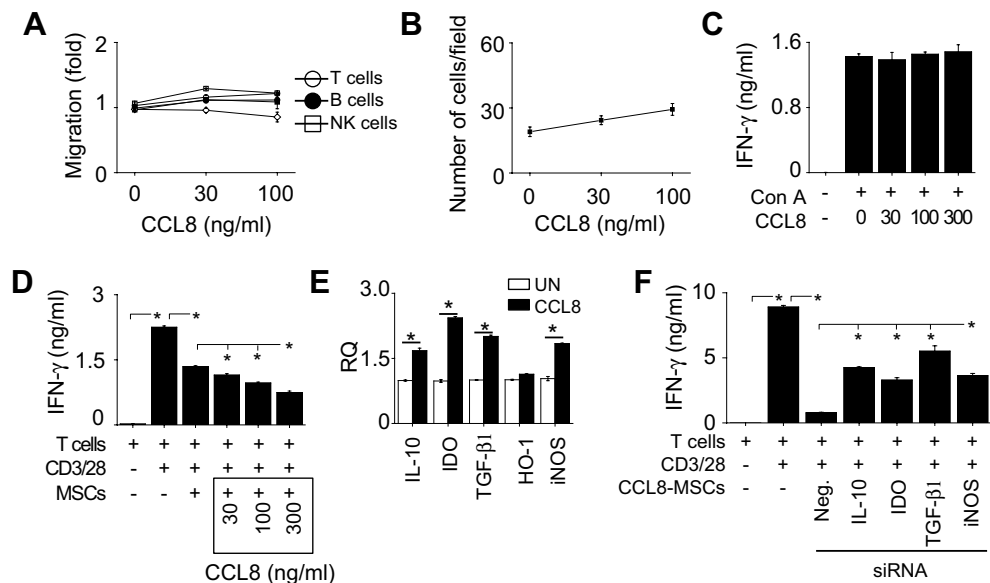 A
Migration (fold)
2
1
0
0 30 100
CCL8 (ng/ml)
T cells
B cells
NK cells
B
Number of cells/field
60
30
0
0 30 100
CCL8 (ng/ml)
C
IFN-γ (ng/ml)
1.6
.8
0
Con A - + + + +
CCL8 - 0 30 100 300
D
IFN-γ (ng/ml)
3
1.5
0
* * * * *
T cells + + + + + +
CD3/28 - + + + + +
MSCs - - + + + +
30 100 300
CCL8 (ng/ml)
E
UN
CCL8
RQ
3.0
1.5
0
* * * *
IL-10 IDO TGF-β1 HO-1 iNOS
F
IFN-γ (ng/ml)
10
5
0
* * * * * *
T cells + + + + + + +
CD3/28 - + + + + + +
CCL8-MSCs - - Neg. IL-10 IDO TGF-β1 iNOS
siRNA